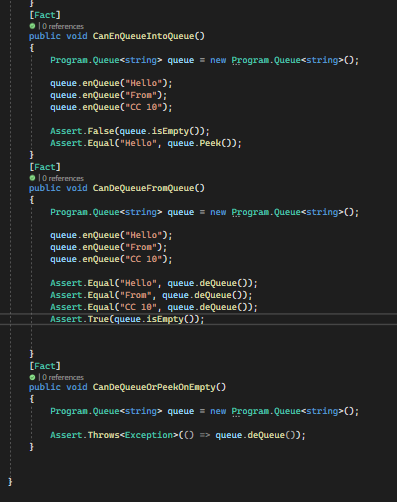 }
[Fact]
| 0 references
public void CanEnQueueIntoQueue()
{
Program.Queue<string> queue = new Program.Queue<string>();
queue.enQueue("Hello");
queue.enQueue("From");
queue.enQueue("CC 10");
Assert.False(queue.isEmpty());
Assert.Equal("Hello", queue.Peek());
}
[Fact]
| 0 references
public void CanDeQueueFromQueue()
{
Program.Queue<string> queue = new Program.Queue<string>();
queue.enQueue("Hello");
queue.enQueue("From");
queue.enQueue("CC 10");
Assert.Equal("Hello", queue.deQueue());
Assert.Equal("From", queue.deQueue());
Assert.Equal("CC 10", queue.deQueue());
Assert.True(queue.isEmpty());
}
[Fact]
| 0 references
public void CanDeQueueOrPeekOnEmpty()
{
Program.Queue<string> queue = new Program.Queue<string>();
Assert.Throws<Exception>(() => queue.deQueue());
}
}